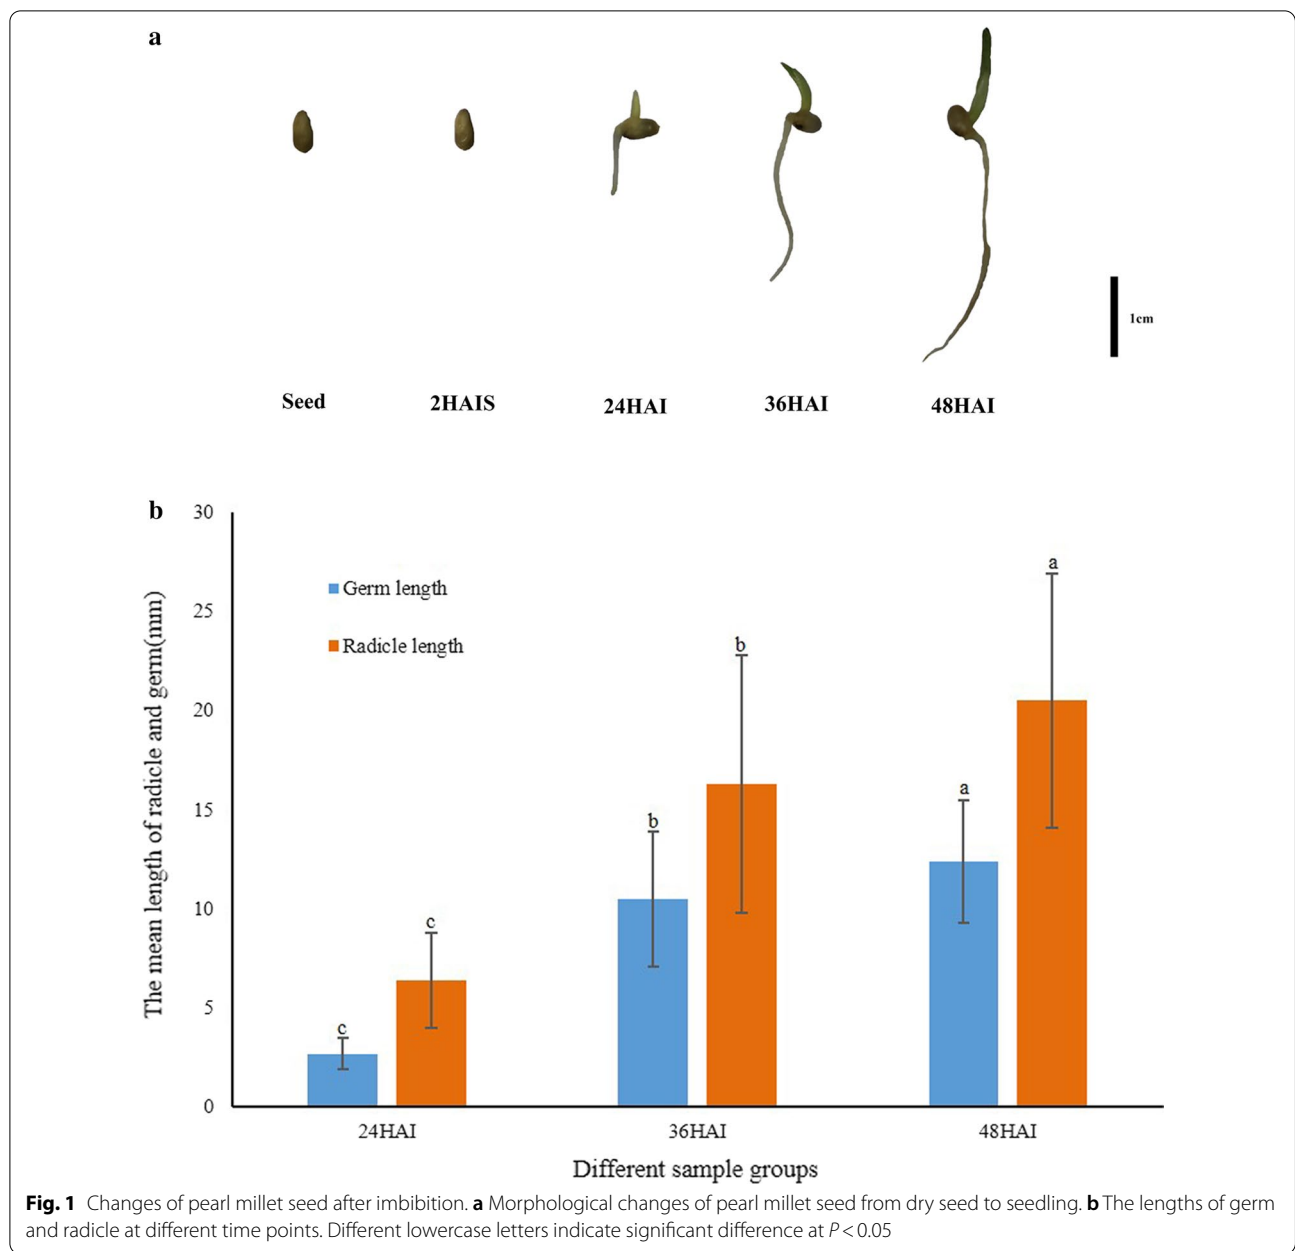 a
1cm
Seed 2HAIS 24HAI 36HAI 48HAI
b
The mean length of radicle and germ(mm)
30
25
20
15
10
5
0
Germ length
Radicle length
c c b b a a
24HAI 36HAI 48HAI
Different sample groups
Fig. 1 Changes of pearl millet seed after imbibition. a Morphological changes of pearl millet seed from dry seed to seedling. b The lengths of germ
and radicle at different time points. Different lowercase letters indicate significant difference at P < 0.05